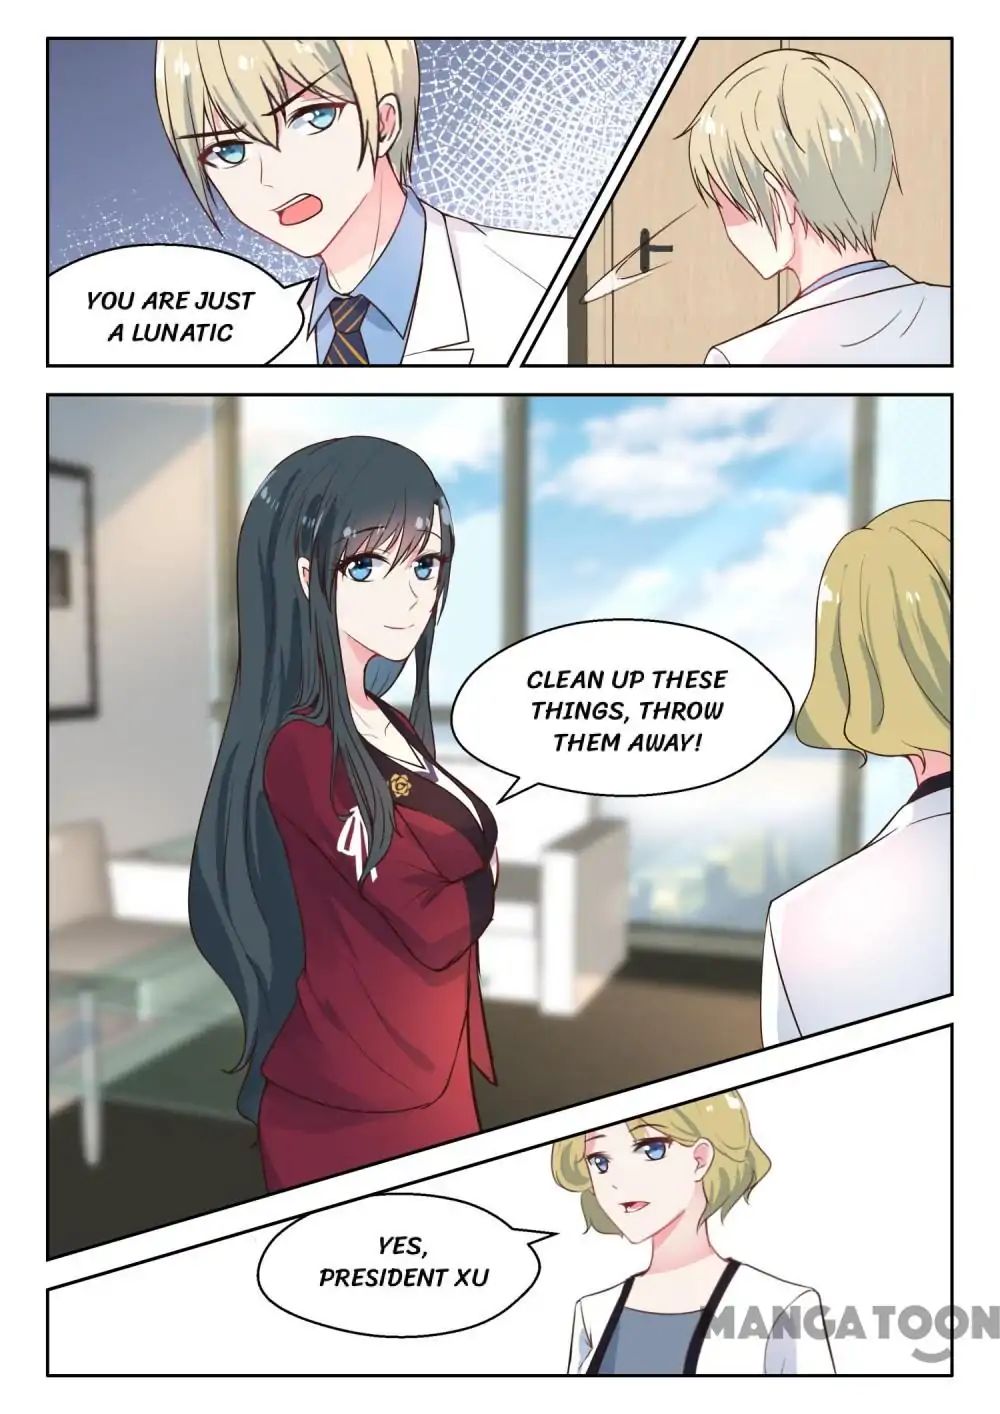 YOU ARE JUST
A LUNATIC
CLEAN UP THESE
THINGS, THROW
THEM AWAY!
YES,
PRESIDENT XU
MANGATOON